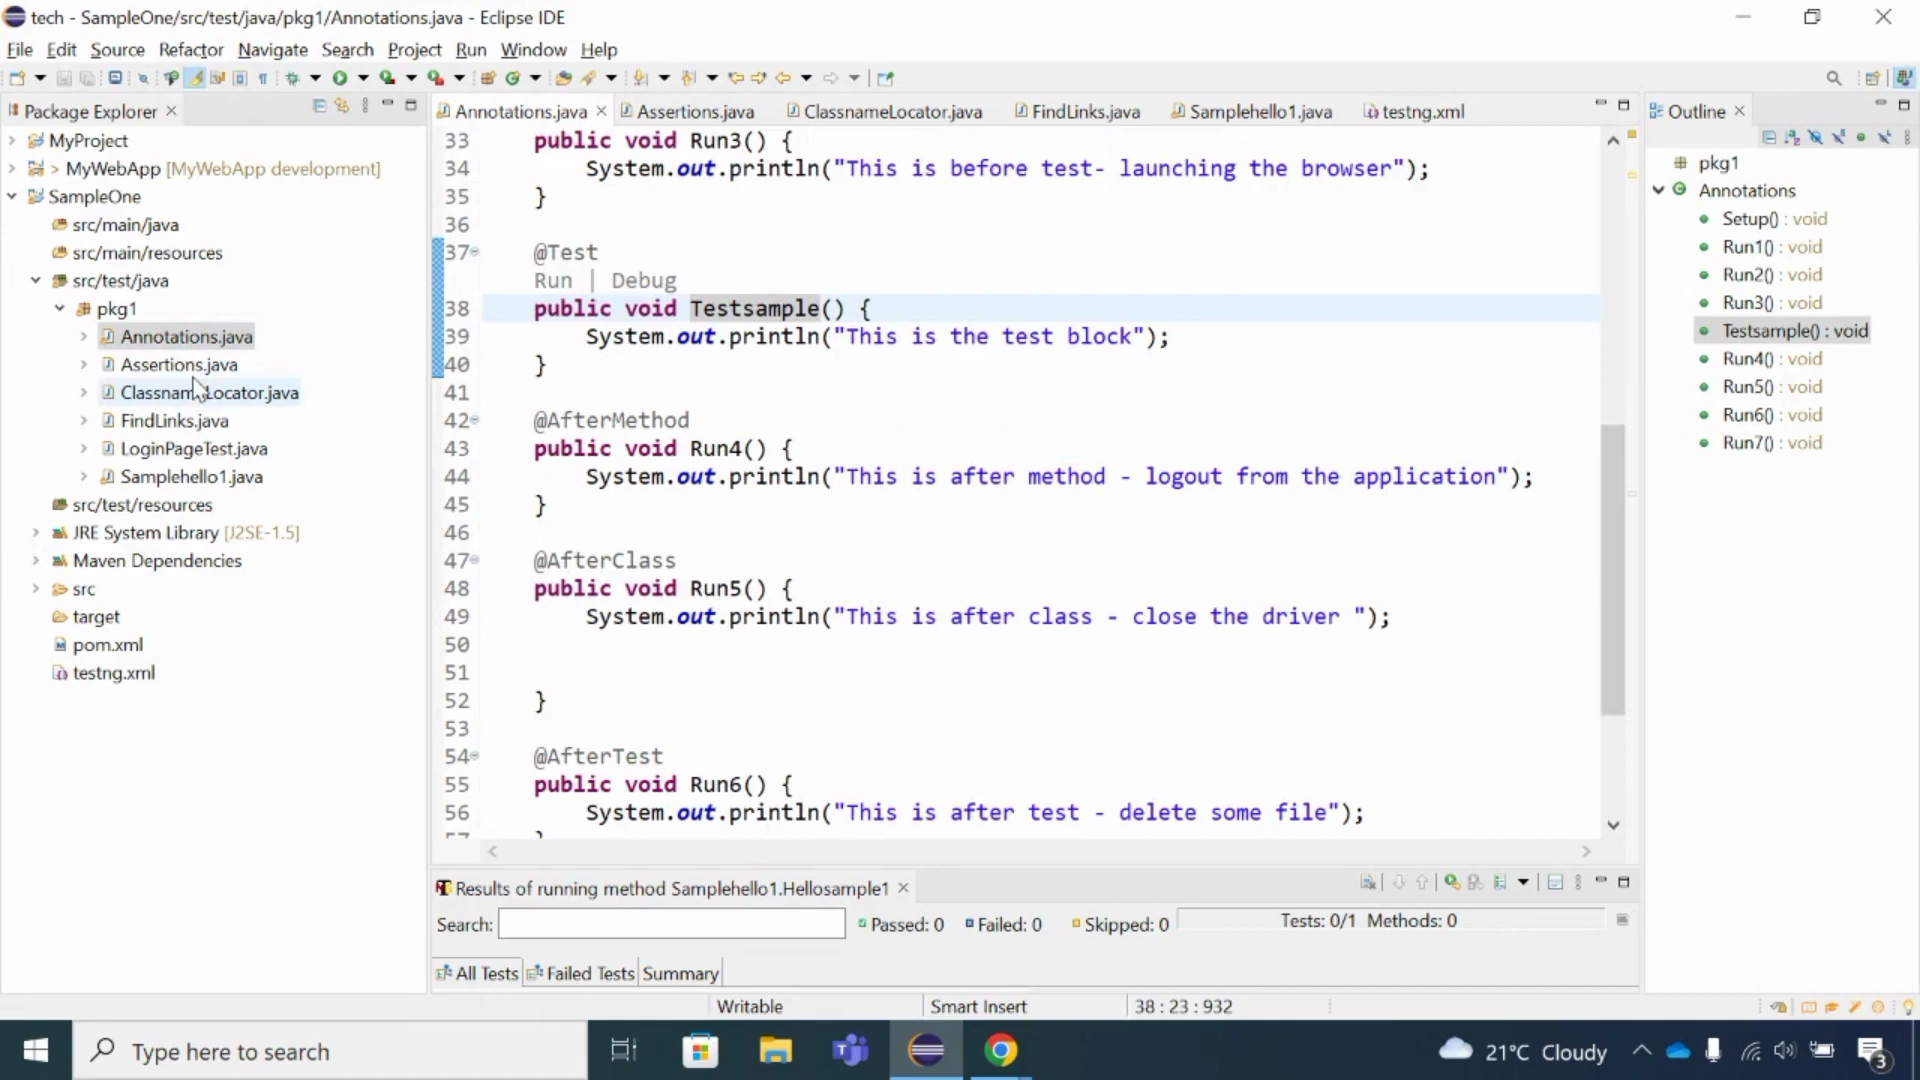 tech - SampleOne/src/test/java/pkg1/Annotations.java - Eclipse IDE
File Edit Source Refactor Navigate Search Project Run Window Help
Package Explorer
MyProject
> MyWebApp [MyWebApp development]
SampleOne
src/main/java
src/main/resources
src/test/java
pkg1
Annotations.java
Assertions.java
ClassnameLocator.java
FindLinks.java
LoginPageTest.java
Samplehello1.java
src/test/resources
JRE System Library [J2SE-1.5]
Maven Dependencies
src
target
pom.xml
testng.xml
Annotations.java Assertions.java ClassnameLocator.java FindLinks.java Samplehello1.java testng.xml
33 public void Run3() {
34 System.out.println("This is before test- launching the browser");
35 }
36
37 @Test
Run | Debug
38 public void Testsample() {
39 System.out.println("This is the test block");
40 }
41
42 @AfterMethod
43 public void Run4() {
44 System.out.println("This is after method - logout from the application");
45 }
46
47 @AfterClass
48 public void Run5() {
49 System.out.println("This is after class - close the driver ");
50
51
52 }
53
54 @AfterTest
55 public void Run6() {
56 System.out.println("This is after test - delete some file");
57 }
Outline
pkg1
Annotations
Setup() : void
Run1() : void
Run2() : void
Run3() : void
Testsample() : void
Run4() : void
Run5() : void
Run6() : void
Run7() : void
Results of running method Samplehello1.Hellosample1
Search: Passed: 0 Failed: 0 Skipped: 0 Tests: 0/1 Methods: 0
All Tests Failed Tests Summary
Writable Smart Insert 38 : 23 : 932
Type here to search
21°C Cloudy
3